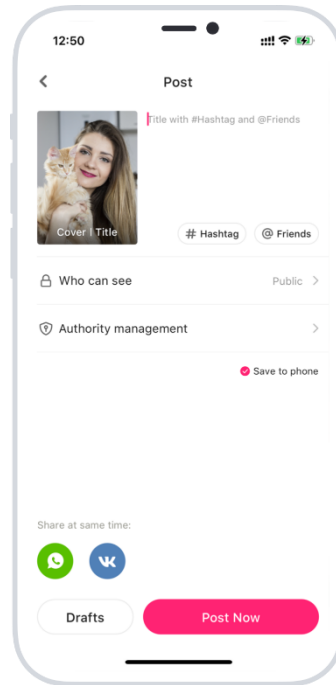 12:50
Post
Title with #Hashtag and @Friends
Cover | Title
# Hashtag
@ Friends
Who can see
Public
Authority management
Save to phone
Share at same time:
Drafts
Post Now